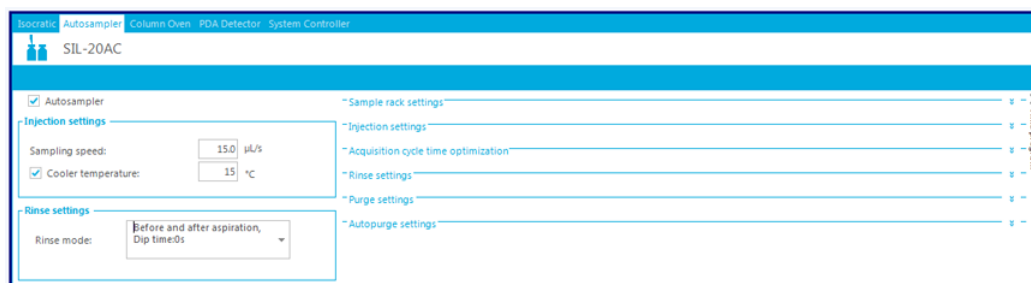 Isocratic Autosampler Column Oven PDA Detector System Controller
SIL-20AC
Autosampler
Injection settings
Sampling speed: 15.0 µL/s
Cooler temperature: 15 °C
Rinse settings
Rinse mode: Before and after aspiration,
Dip time:0s
Sample rack settings
Injection settings
Acquisition cycle time optimization
Rinse settings
Purge settings
Autopurge settings